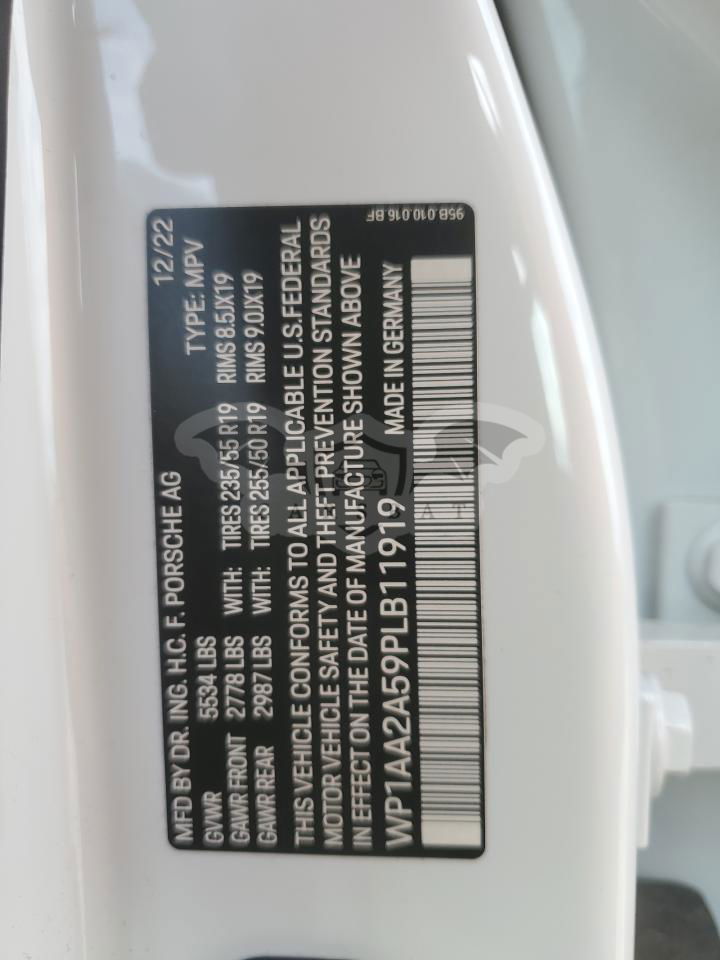 MFD BY DR. ING. H.C. F. PORSCHE AG 12/22
GVWR 5534 LBS TYPE: MPV
GAWR FRONT 2778 LBS WITH: TIRES 235/55 R19 RIMS 8.5JX19
GAWR REAR 2987 LBS WITH: TIRES 255/50 R19 RIMS 9.0JX19
THIS VEHICLE CONFORMS TO ALL APPLICABLE U.S. FEDERAL
MOTOR VEHICLE SAFETY AND THEFT PREVENTION STANDARDS
IN EFFECT ON THE DATE OF MANUFACTURE SHOWN ABOVE
WP1AA2A59PLB11919 MADE IN GERMANY
95B.010.016.BF